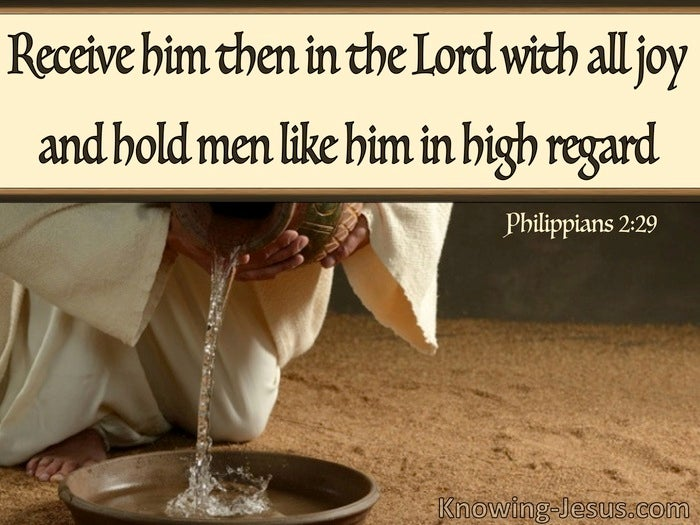 Receive him then in the Lord with all joy
and hold men like him in high regard
Philippians 2:29
Knowing-Jesus.com